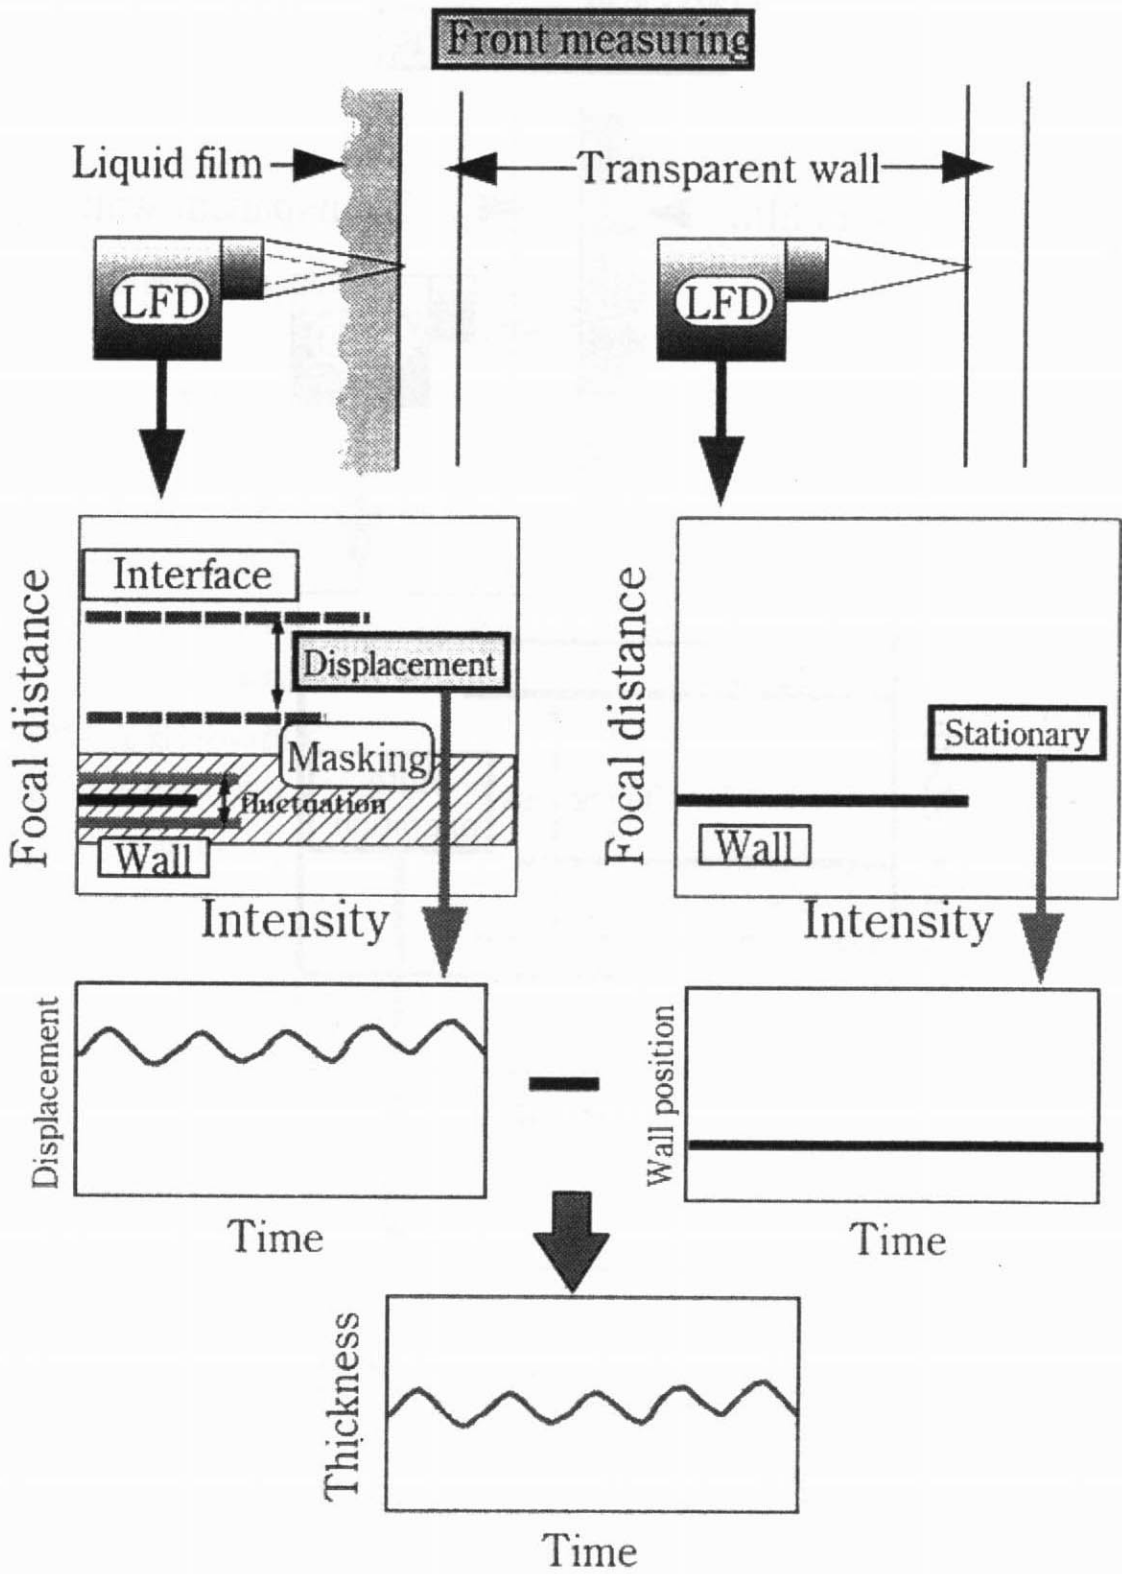 Front measuring
Liquid film
Transparent wall
LFD
LFD
Focal distance
Interface
Displacement
Masking
fluctuation
Wall
Intensity
Focal distance
Stationary
Wall
Intensity
Displacement
Time
Wall position
Time
Thickness
Time